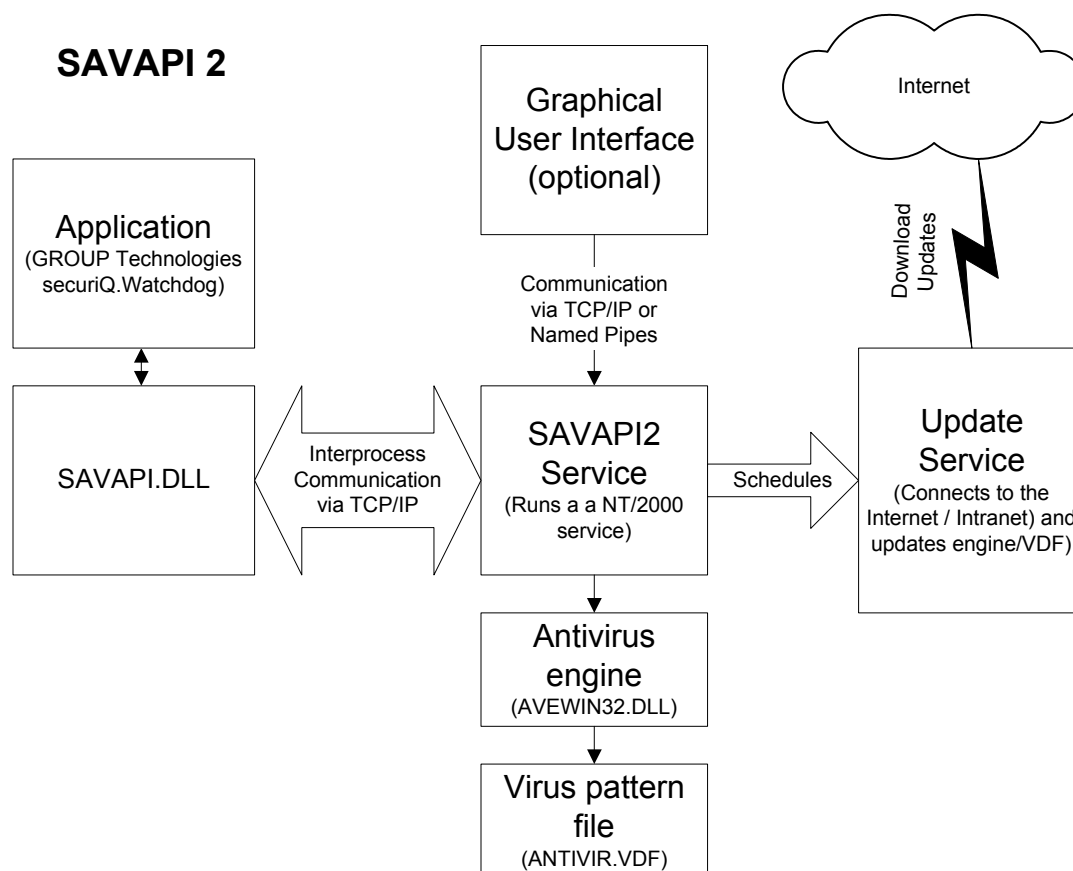 SAVAPI 2
Graphical
User Interface
(optional)
Internet
Application
(GROUP Technologies
securiQ.Watchdog)
Communication
via TCP/IP or
Named Pipes
Download
Updates
SAVAPI.DLL
Interprocess
Communication
via TCP/IP
SAVAPI2
Service
(Runs a a NT/2000
service)
Schedules
Update
Service
(Connects to the
Internet / Intranet) and
updates engine/VDF)
Antivirus
engine
(AVEWIN32.DLL)
Virus pattern
file
(ANTIVIR.VDF)